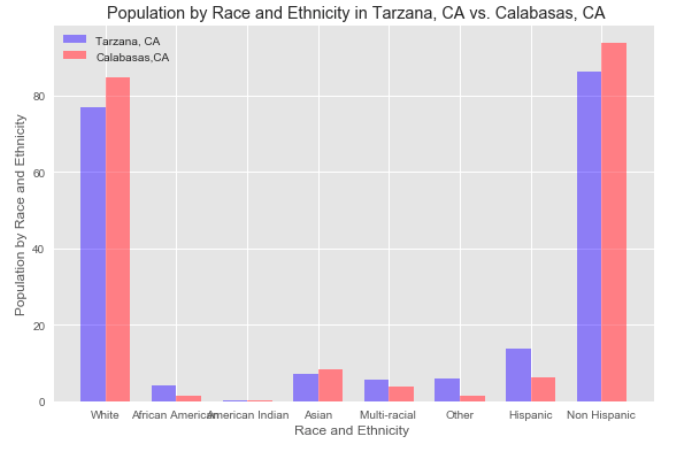 Population by Race and Ethnicity in Tarzana, CA vs. Calabasas, CA
Tarzana, CA
Calabasas,CA
Population by Race and Ethnicity
80
60
40
20
0
White African American American Indian Asian Multi-racial Other Hispanic Non Hispanic
Race and Ethnicity